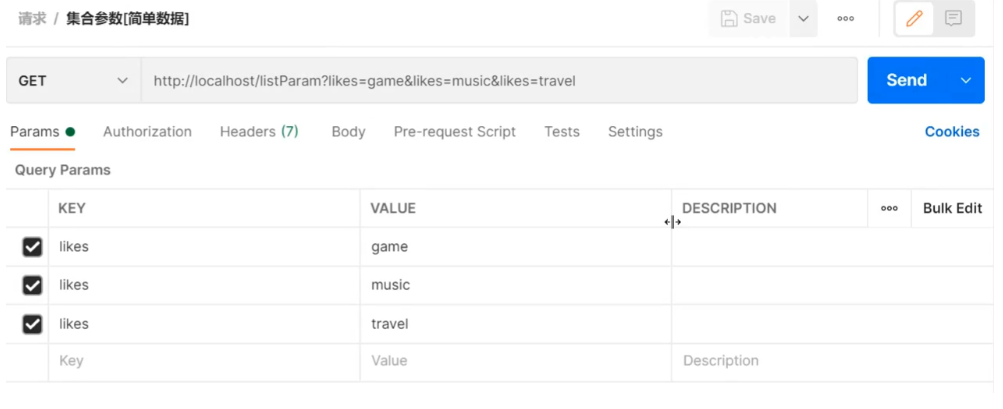 请求 / 集合参数[简单数据]
Save
GET http://localhost/listParam?likes=game&likes=music&likes=travel Send
Params Authorization Headers (7) Body Pre-request Script Tests Settings Cookies
Query Params
KEY VALUE DESCRIPTION Bulk Edit
likes game
likes music
likes travel
Key Value Description